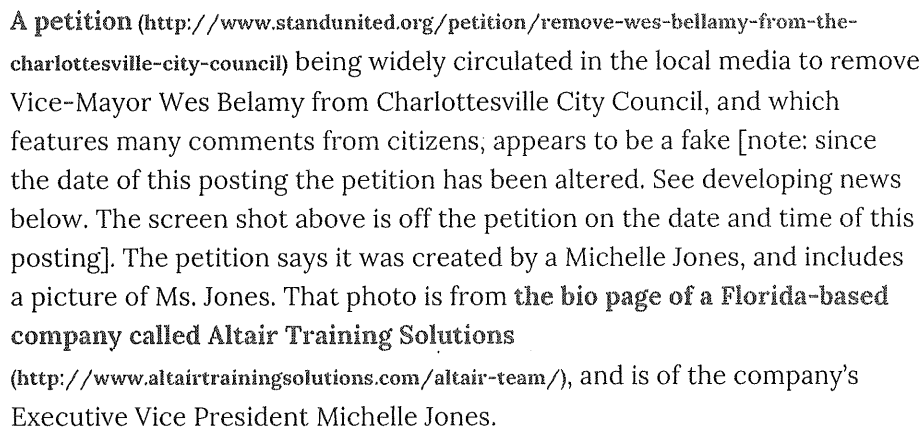 A petition (http://www.standunited.org/petition/remove-wes-bellamy-from-the-
charlottesville-city-council) being widely circulated in the local media to remove
Vice-Mayor Wes Belamy from Charlottesville City Council, and which
features many comments from citizens, appears to be a fake [note: since
the date of this posting the petition has been altered. See developing news
below. The screen shot above is off the petition on the date and time of this
posting]. The petition says it was created by a Michelle Jones, and includes
a picture of Ms. Jones. That photo is from the bio page of a Florida-based
company called Altair Training Solutions
(http://www.altairtrainingsolutions.com/altair-team/), and is of the company's
Executive Vice President Michelle Jones.